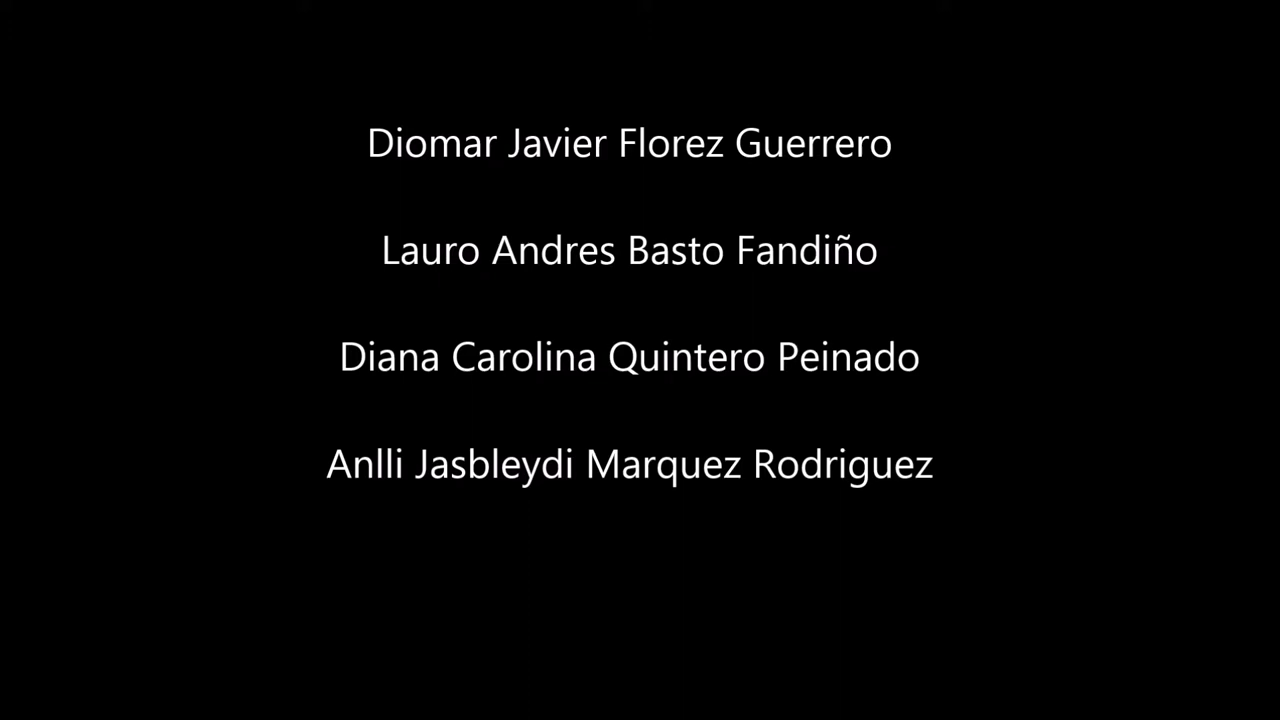 Diomar Javier Florez Guerrero
Lauro Andres Basto Fandiño
Diana Carolina Quintero Peinado
Anlli Jasbleydi Marquez Rodriguez